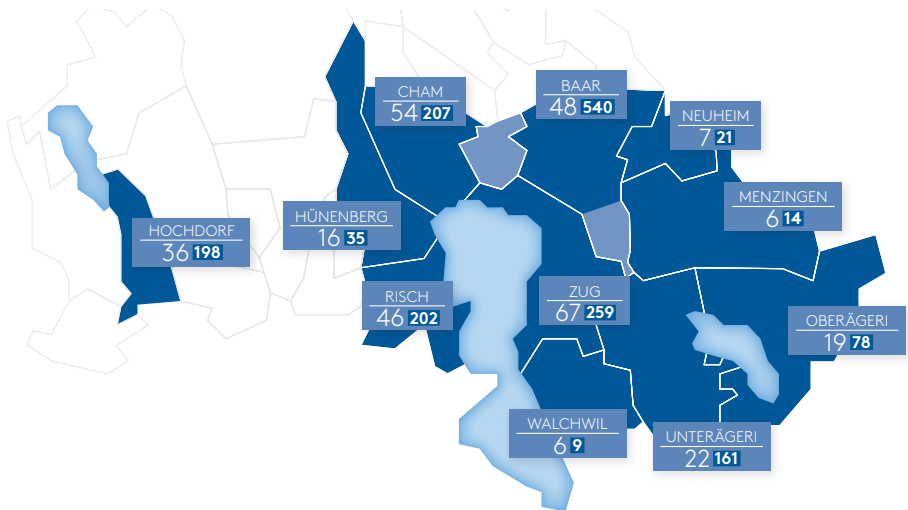 CHAM
54 207
BAAR
48 540
NEUHEIM
7 21
MENZINGEN
6 14
HÜNENBERG
16 35
HOCHDORF
36 198
RISCH
46 202
ZUG
67 259
OBERÄGERI
19 78
WALCHWIL
6 9
UNTERÄGERI
22 161